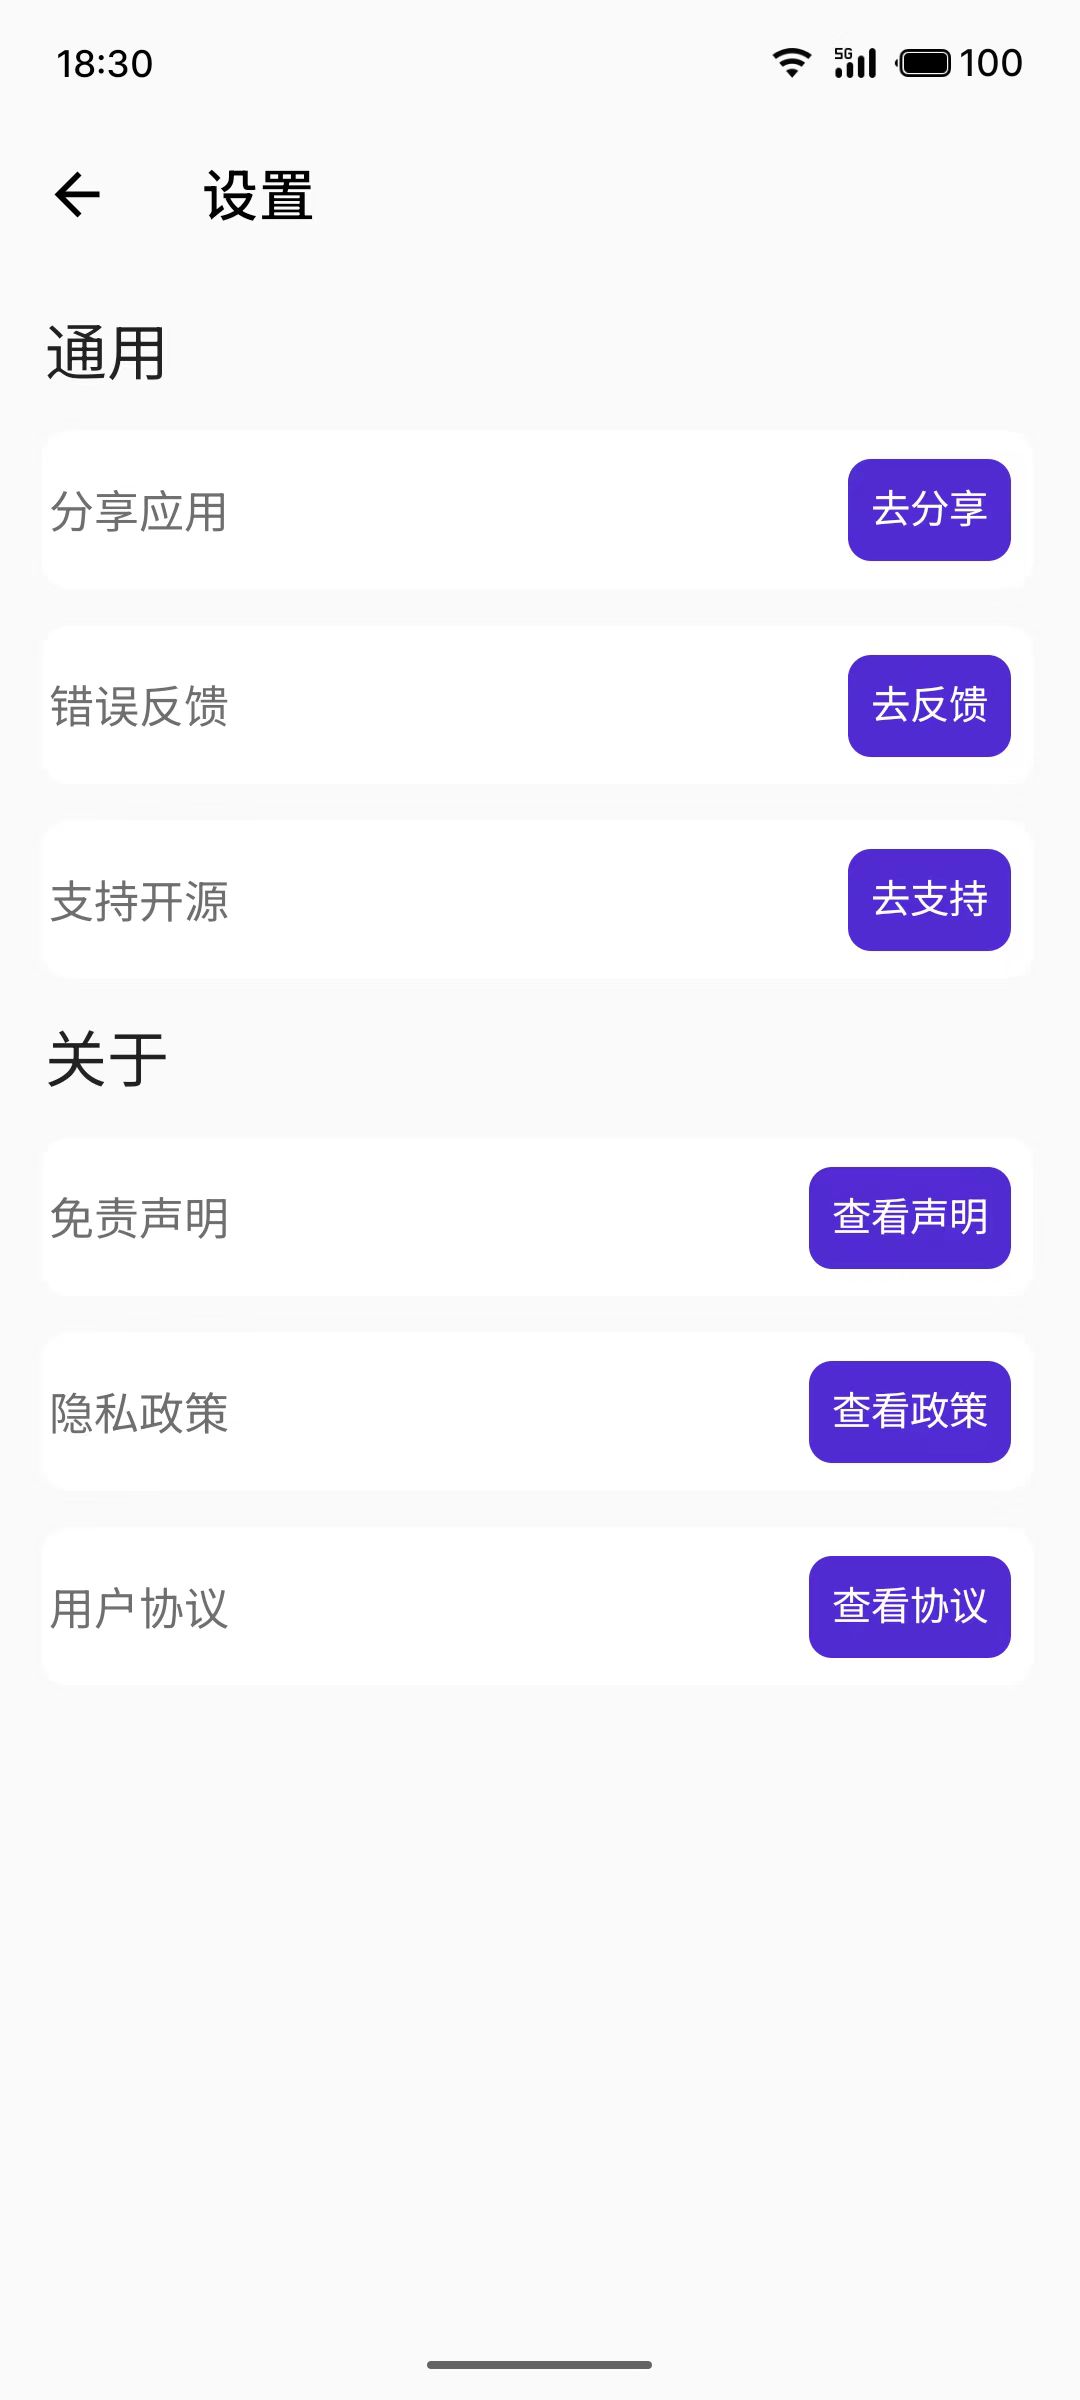 18:30 5G 100
设置
通用
分享应用 去分享
错误反馈 去反馈
支持开源 去支持
关于
免责声明 查看声明
隐私政策 查看政策
用户协议 查看协议